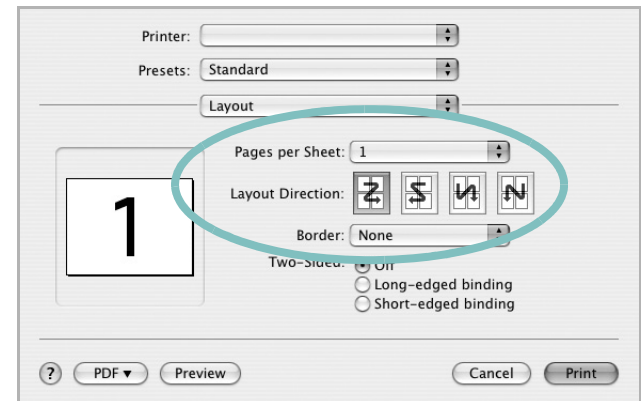 Printer:
Presets: Standard
Layout
Pages per Sheet: 1
Layout Direction:
1
Border: None
Two-Sided: Off
Long-edged binding
Short-edged binding
? PDF▼ Preview Cancel Print